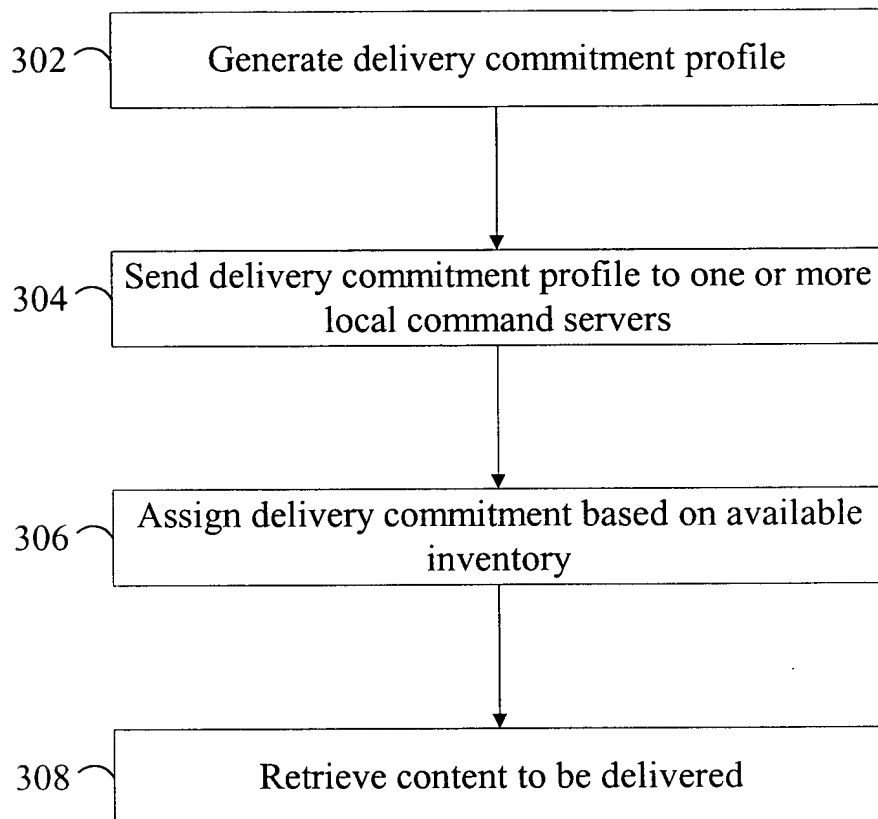 302
Generate delivery commitment profile
304
Send delivery commitment profile to one or more
local command servers
306
Assign delivery commitment based on available
inventory
308
Retrieve content to be delivered